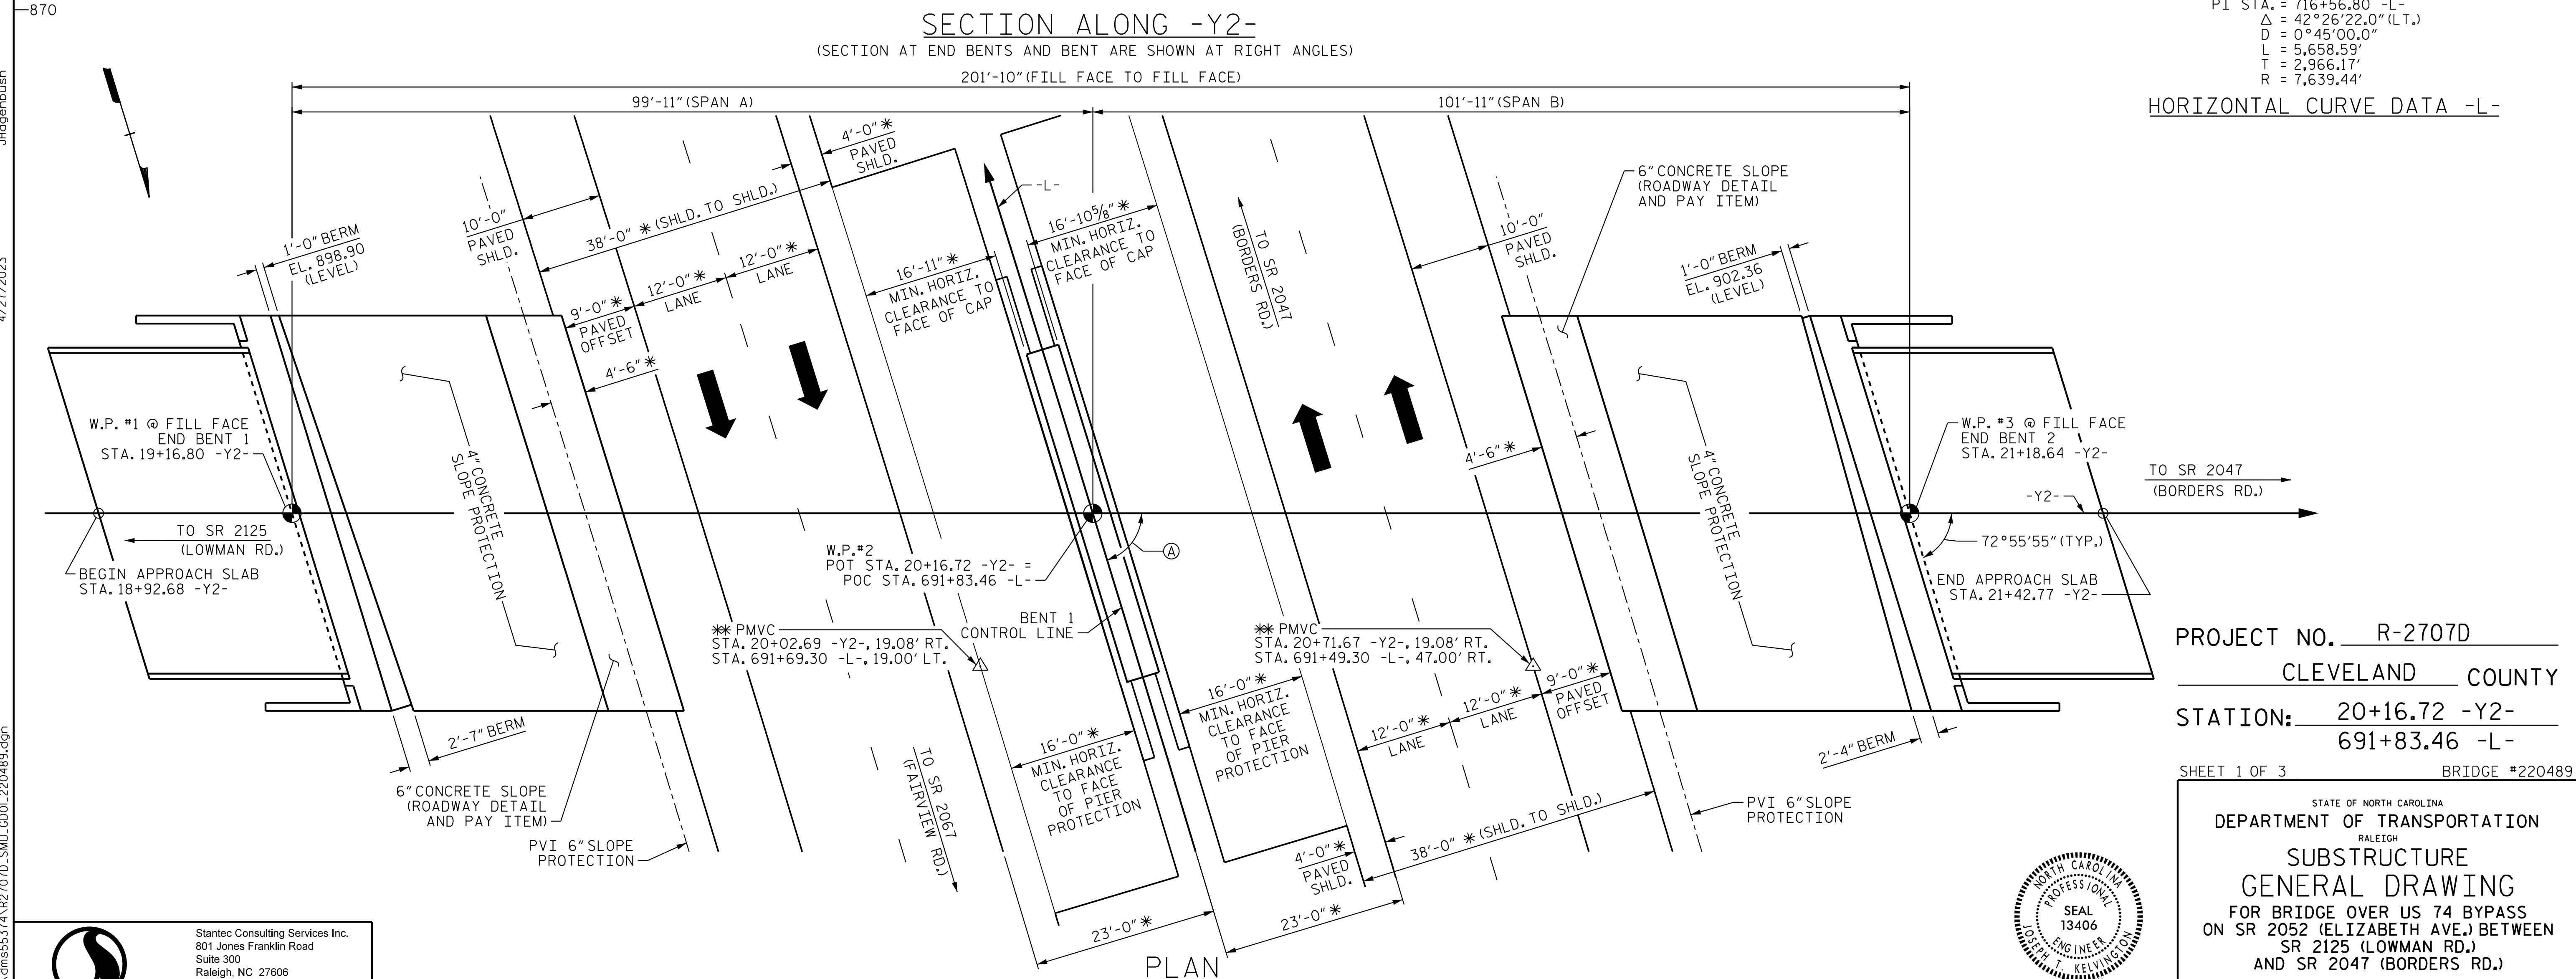 870
SECTION ALONG -Y2-
(SECTION AT END BENTS AND BENT ARE SHOWN AT RIGHT ANGLES)
201'-10" (FILL FACE TO FILL FACE)
99'-11" (SPAN A)
101'-11" (SPAN B)
PI STA. = 716+56.80 -L-
Δ = 42°26'22.0" (LT.)
D = 0°45'00.0"
L = 5,658.59'
T = 2,966.17'
R = 7,639.44'
HORIZONTAL CURVE DATA -L-
JHagenbush
4/27/2023
1'-0" BERM
EL. 898.90
(LEVEL)
10'-0"
PAVED
SHLD.
38'-0" * (SHLD. TO SHLD.)
4'-0" *
PAVED
SHLD.
9'-0" *
PAVED
OFFSET
12'-0" *
LANE
12'-0" *
LANE
4'-6" *
16'-11" *
MIN. HORIZ.
CLEARANCE TO
FACE OF CAP
-L-
16'-10⅝" *
MIN. HORIZ.
CLEARANCE TO
FACE OF CAP
TO SR 2047
(BORDERS RD.)
10'-0"
PAVED
SHLD.
6" CONCRETE SLOPE
(ROADWAY DETAIL
AND PAY ITEM)
1'-0" BERM
EL. 902.36
(LEVEL)
W.P. #1 @ FILL FACE
END BENT 1
STA. 19+16.80 -Y2-
4" CONCRETE
SLOPE PROTECTION
TO SR 2125
(LOWMAN RD.)
BEGIN APPROACH SLAB
STA. 18+92.68 -Y2-
W.P.#2
POT STA. 20+16.72 -Y2- =
POC STA. 691+83.46 -L-
A
BENT 1
CONTROL LINE
4'-6" *
4" CONCRETE
SLOPE PROTECTION
W.P. #3 @ FILL FACE
END BENT 2
STA. 21+18.64 -Y2-
TO SR 2047
(BORDERS RD.)
-Y2-
72°55'55" (TYP.)
END APPROACH SLAB
STA. 21+42.77 -Y2-
** PMVC
STA. 20+02.69 -Y2-, 19.08' RT.
STA. 691+69.30 -L-, 19.00' LT.
** PMVC
STA. 20+71.67 -Y2-, 19.08' RT.
STA. 691+49.30 -L-, 47.00' RT.
2'-7" BERM
6" CONCRETE SLOPE
(ROADWAY DETAIL
AND PAY ITEM)
PVI 6" SLOPE
PROTECTION
TO SR 2067
(FAIRVIEW RD.)
16'-0" *
MIN. HORIZ.
CLEARANCE
TO FACE
OF PIER
PROTECTION
16'-0" *
MIN. HORIZ.
CLEARANCE
TO FACE
OF PIER
PROTECTION
12'-0" *
LANE
12'-0" *
LANE
9'-0" *
PAVED
OFFSET
4'-0" *
PAVED
SHLD.
38'-0" * (SHLD. TO SHLD.)
23'-0" *
23'-0" *
2'-4" BERM
PVI 6" SLOPE
PROTECTION
PLAN
PROJECT NO. R-2707D
CLEVELAND COUNTY
STATION: 20+16.72 -Y2-
691+83.46 -L-
SHEET 1 OF 3 BRIDGE #220489
STATE OF NORTH CAROLINA
DEPARTMENT OF TRANSPORTATION
RALEIGH
SUBSTRUCTURE
GENERAL DRAWING
FOR BRIDGE OVER US 74 BYPASS
ON SR 2052 (ELIZABETH AVE.) BETWEEN
SR 2125 (LOWMAN RD.)
AND SR 2047 (BORDERS RD.)
NORTH CAROLINA
PROFESSIONAL
SEAL
13406
ENGINEER
JOSEPH T. KELVINGTON
Stantec Consulting Services Inc.
801 Jones Franklin Road
Suite 300
Raleigh, NC 27606